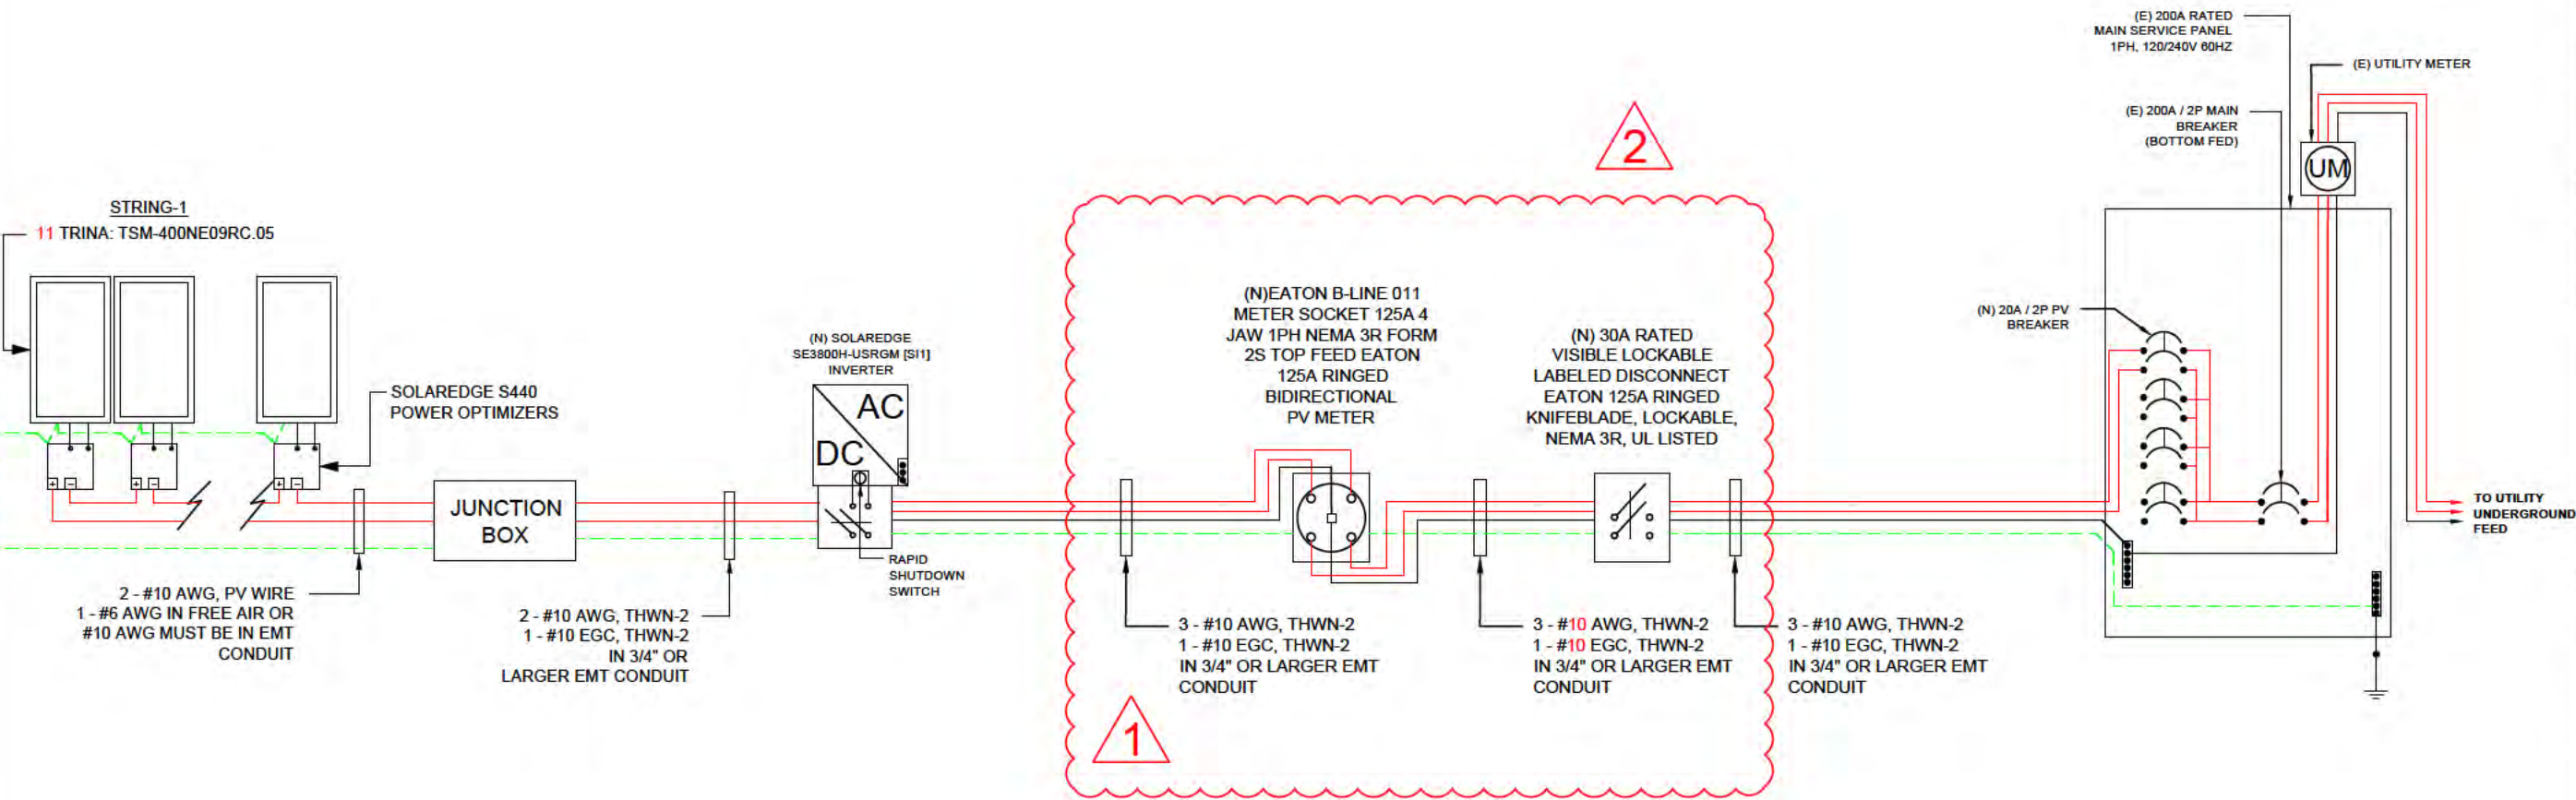 STRING-1
11 TRINA: TSM-400NE09RC.05
SOLAREDGE S440
POWER OPTIMIZERS
+ -
+ -
+ -
JUNCTION
BOX
2 - #10 AWG, PV WIRE
1 - #6 AWG IN FREE AIR OR
#10 AWG MUST BE IN EMT
CONDUIT
2 - #10 AWG, THWN-2
1 - #10 EGC, THWN-2
IN 3/4" OR
LARGER EMT CONDUIT
(N) SOLAREDGE
SE3800H-USRGM [SI1]
INVERTER
AC
DC
RAPID
SHUTDOWN
SWITCH
(N)EATON B-LINE 011
METER SOCKET 125A 4
JAW 1PH NEMA 3R FORM
2S TOP FEED EATON
125A RINGED
BIDIRECTIONAL
PV METER
3 - #10 AWG, THWN-2
1 - #10 EGC, THWN-2
IN 3/4" OR LARGER EMT
CONDUIT
1
2
(N) 30A RATED
VISIBLE LOCKABLE
LABELED DISCONNECT
EATON 125A RINGED
KNIFEBLADE, LOCKABLE,
NEMA 3R, UL LISTED
3 - #10 AWG, THWN-2
1 - #10 EGC, THWN-2
IN 3/4" OR LARGER EMT
CONDUIT
3 - #10 AWG, THWN-2
1 - #10 EGC, THWN-2
IN 3/4" OR LARGER EMT
CONDUIT
(E) 200A RATED
MAIN SERVICE PANEL
1PH, 120/240V 60HZ
(E) UTILITY METER
(E) 200A / 2P MAIN
BREAKER
(BOTTOM FED)
UM
(N) 20A / 2P PV
BREAKER
TO UTILITY
UNDERGROUND
FEED